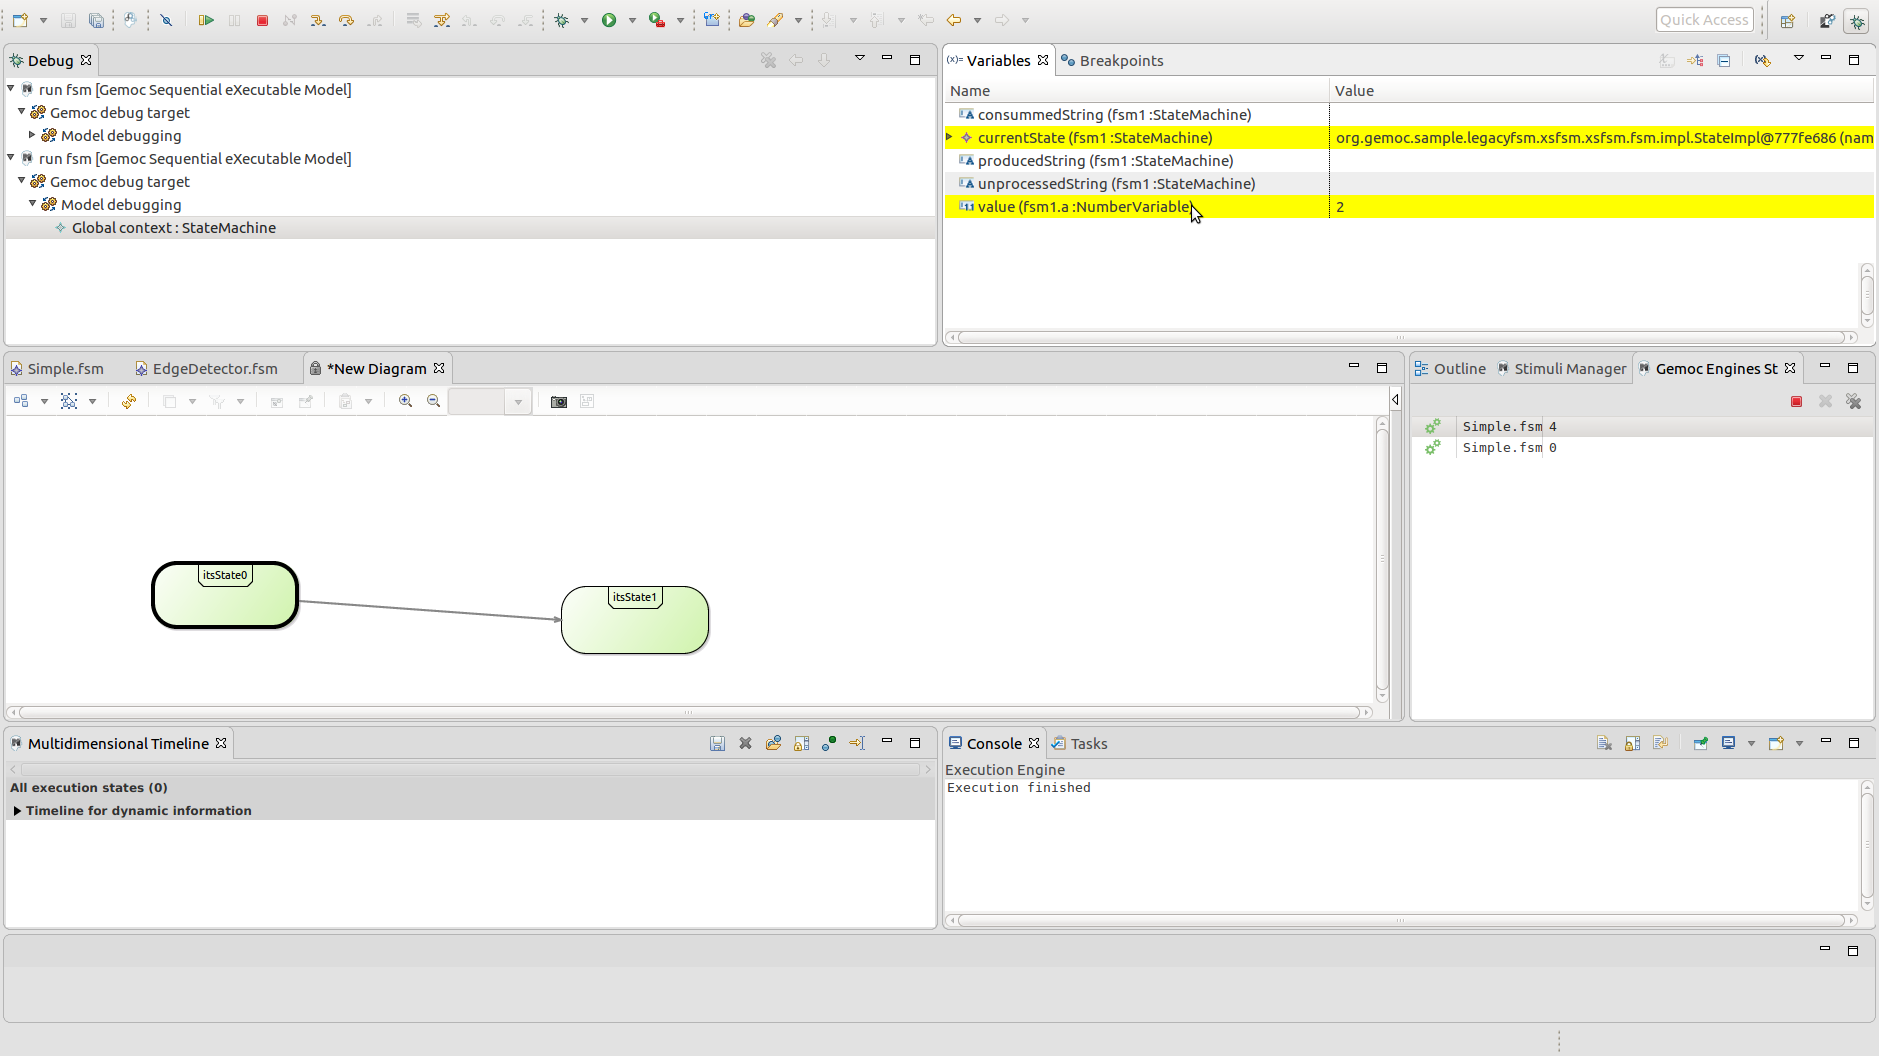 Quick Access
Debug
run fsm [Gemoc Sequential eXecutable Model]
Gemoc debug target
Model debugging
run fsm [Gemoc Sequential eXecutable Model]
Gemoc debug target
Model debugging
Global context : StateMachine
(x)= Variables
Breakpoints
Name Value
consummedString (fsm1 :StateMachine)
currentState (fsm1 :StateMachine) org.gemoc.sample.legacyfsm.xsfsm.xsfsm.fsm.impl.StateImpl@777fe686 (nam
producedString (fsm1 :StateMachine)
unprocessedString (fsm1 :StateMachine)
value (fsm1.a :NumberVariable) 2
Simple.fsm
EdgeDetector.fsm
*New Diagram
itsState0
itsState1
Outline
Stimuli Manager
Gemoc Engines St
Simple.fsm 4
Simple.fsm 0
Multidimensional Timeline
All execution states (0)
Timeline for dynamic information
Console
Tasks
Execution Engine
Execution finished